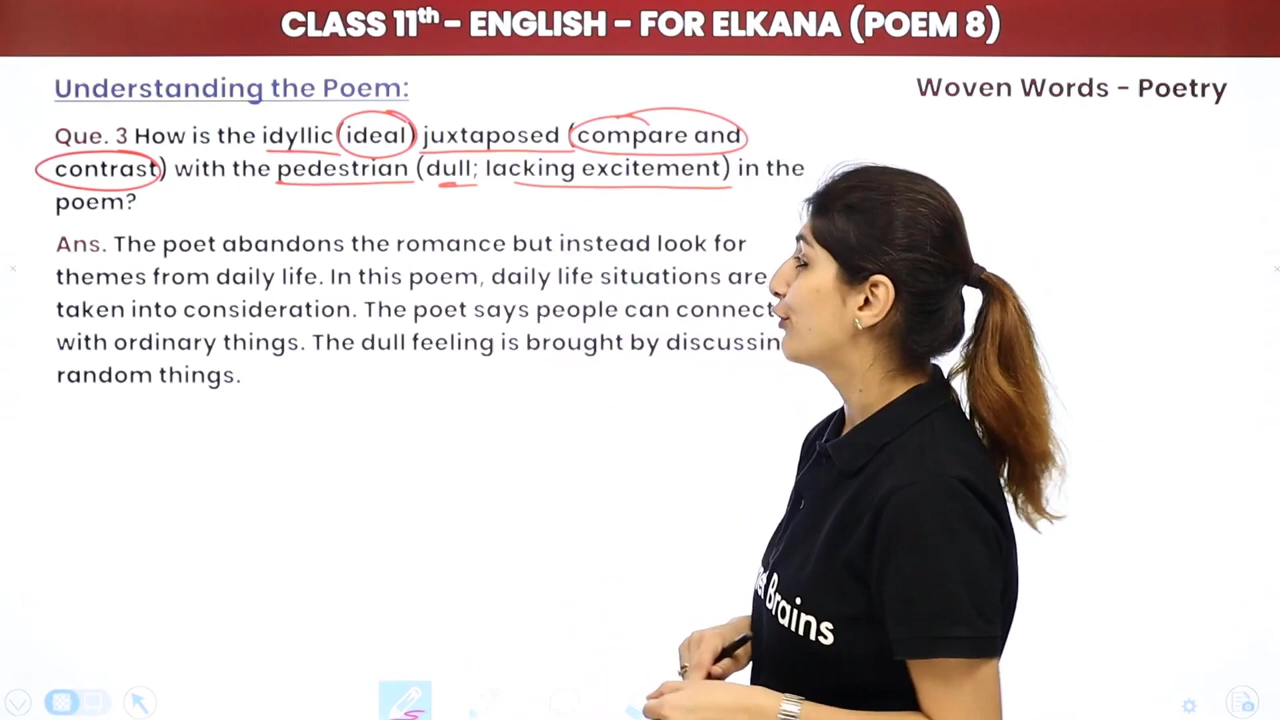 CLASS 11th - ENGLISH - FOR ELKANA (POEM 8)
Understanding the Poem:
Woven Words - Poetry
Que. 3 How is the idyllic (ideal) juxtaposed (compare and
contrast) with the pedestrian (dull; lacking excitement) in the
poem?
Ans. The poet abandons the romance but instead look for
themes from daily life. In this poem, daily life situations are
taken into consideration. The poet says people can connect
with ordinary things. The dull feeling is brought by discussin
random things.
Brains